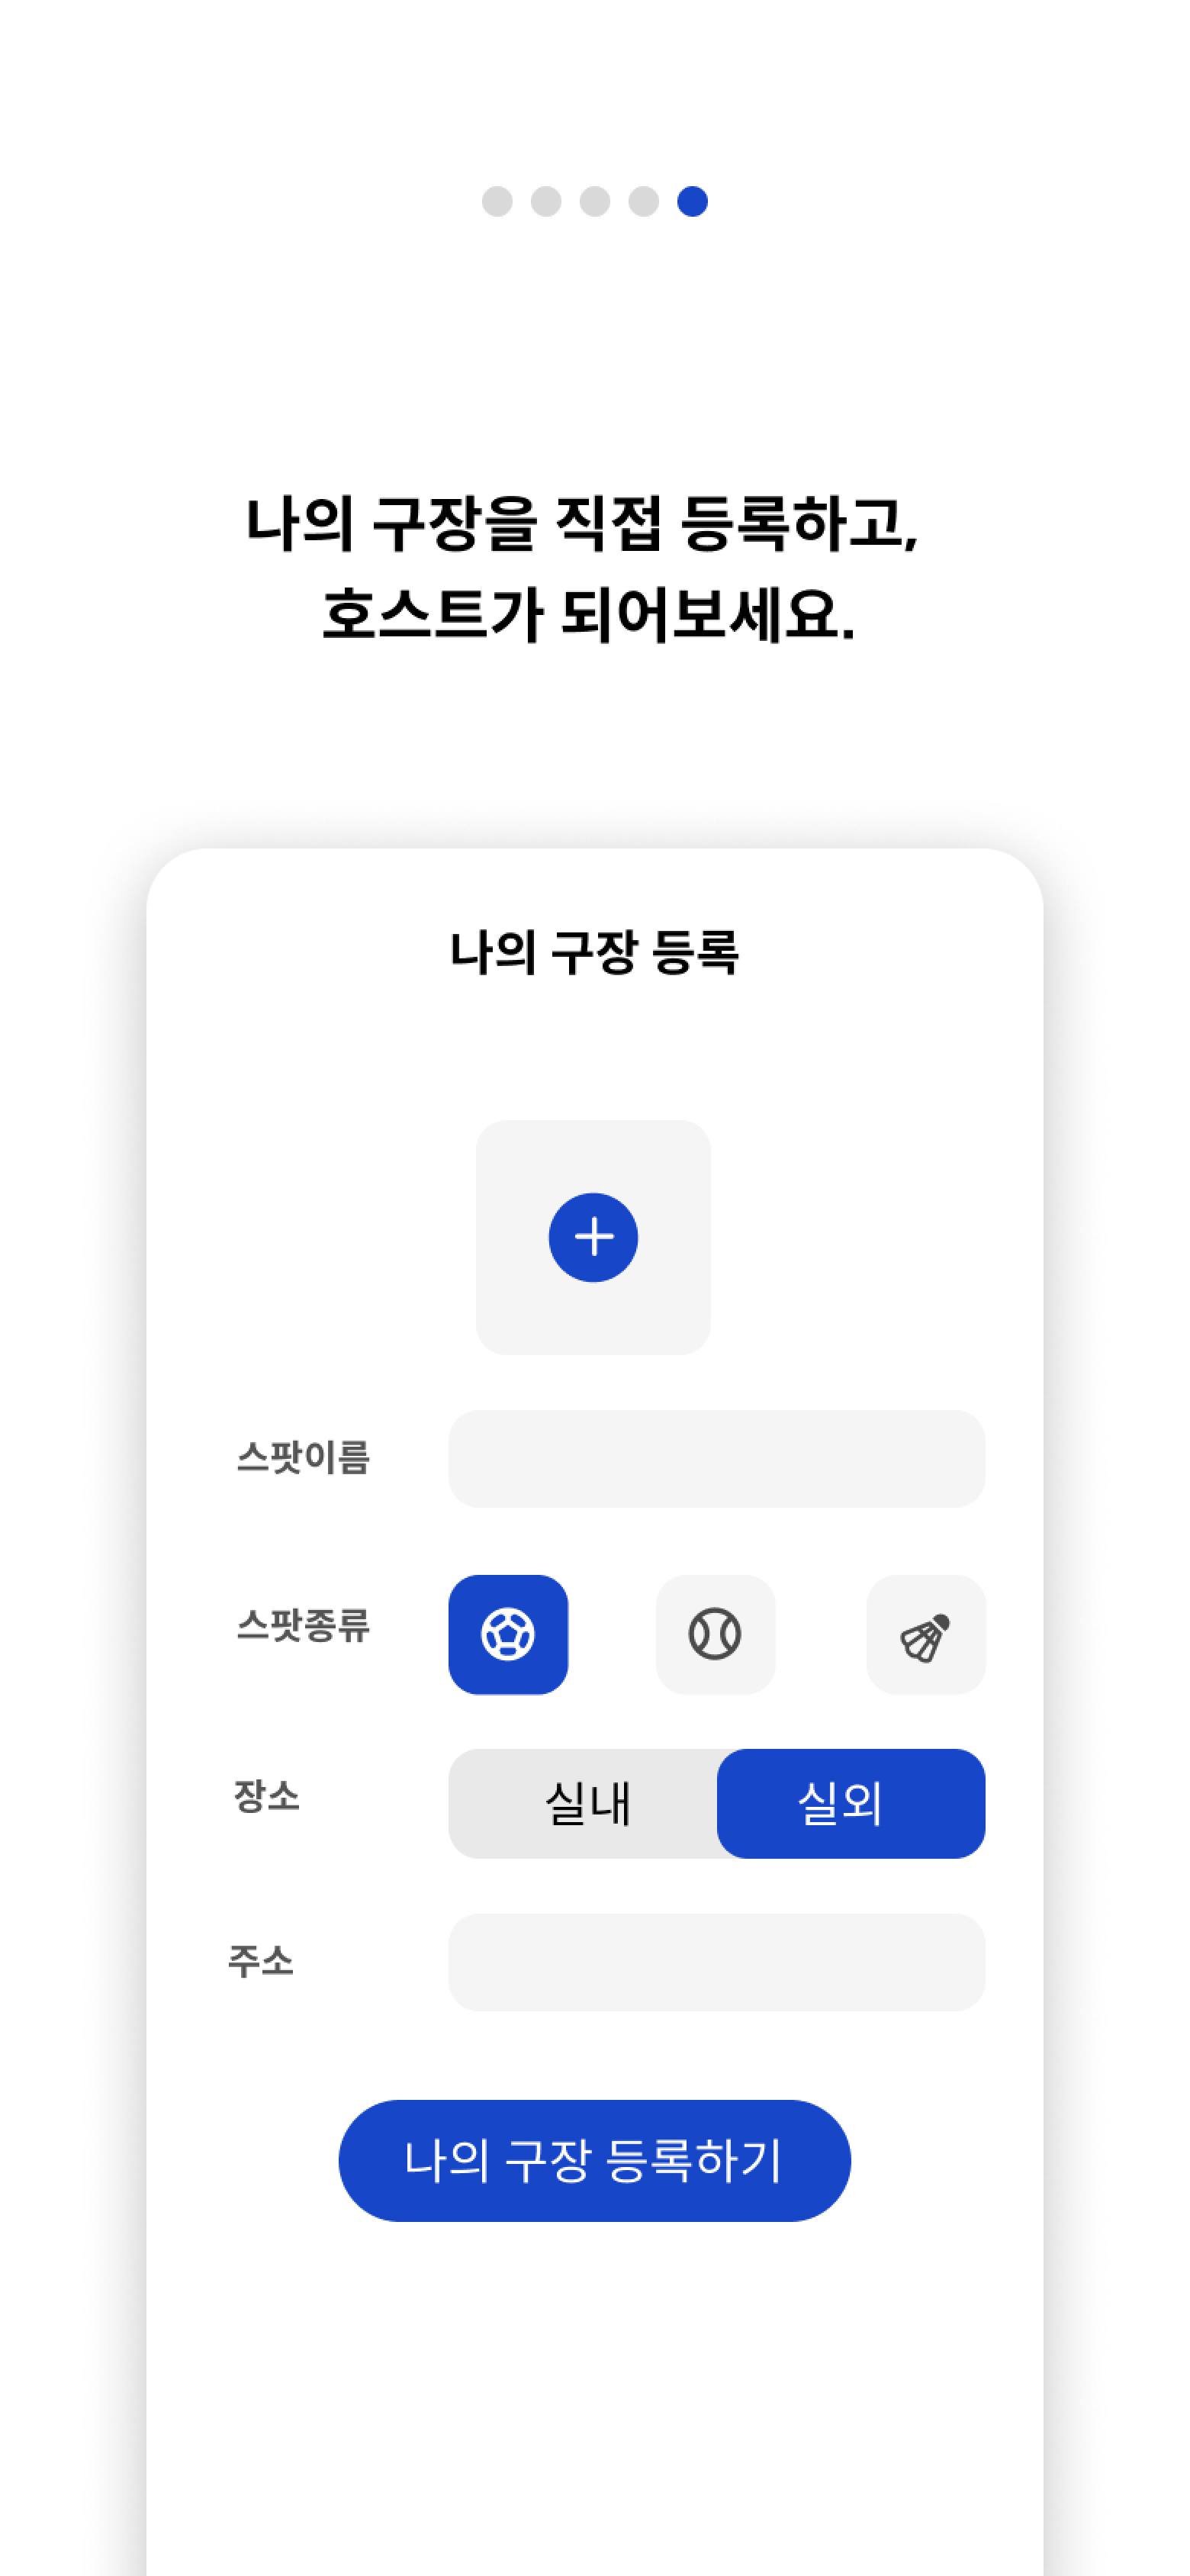 나의 구장을 직접 등록하고,
호스트가 되어보세요.
나의 구장 등록
스팟이름
스팟종류
장소
실내
실외
주소
나의 구장 등록하기